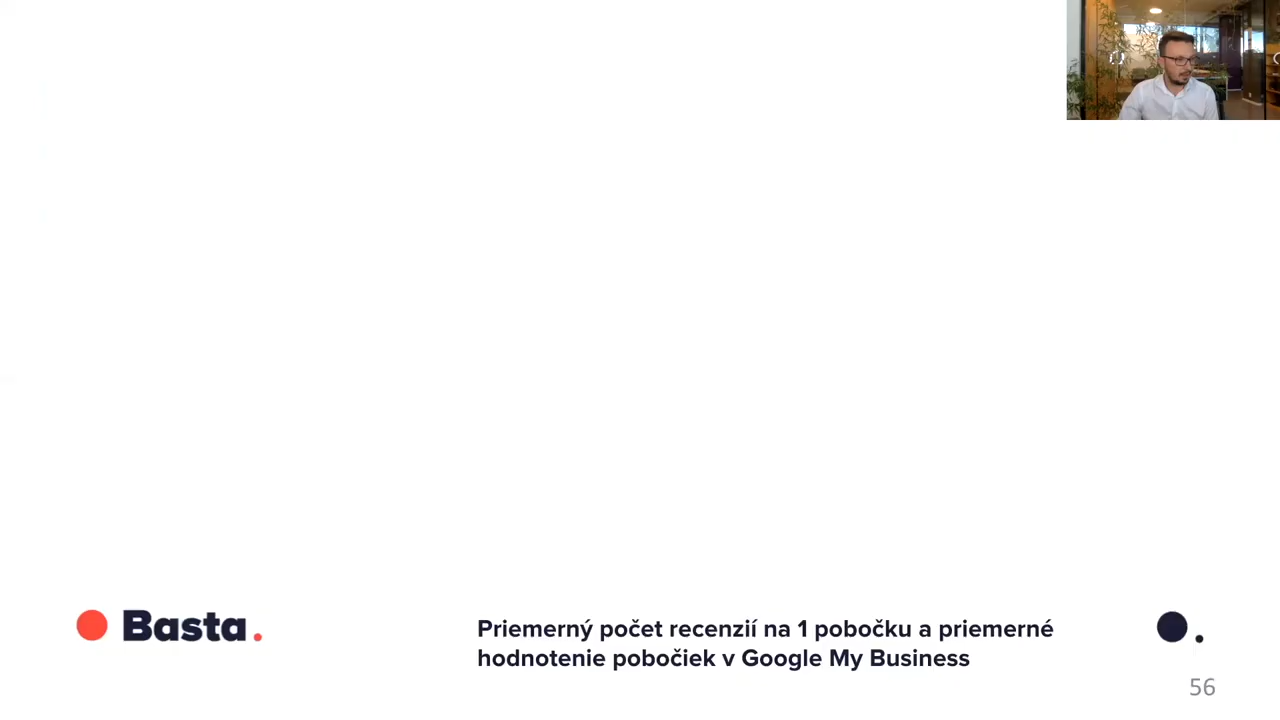 Basta.
Priemerný počet recenzií na 1 pobočku a priemerné
hodnotenie pobočiek v Google My Business
56